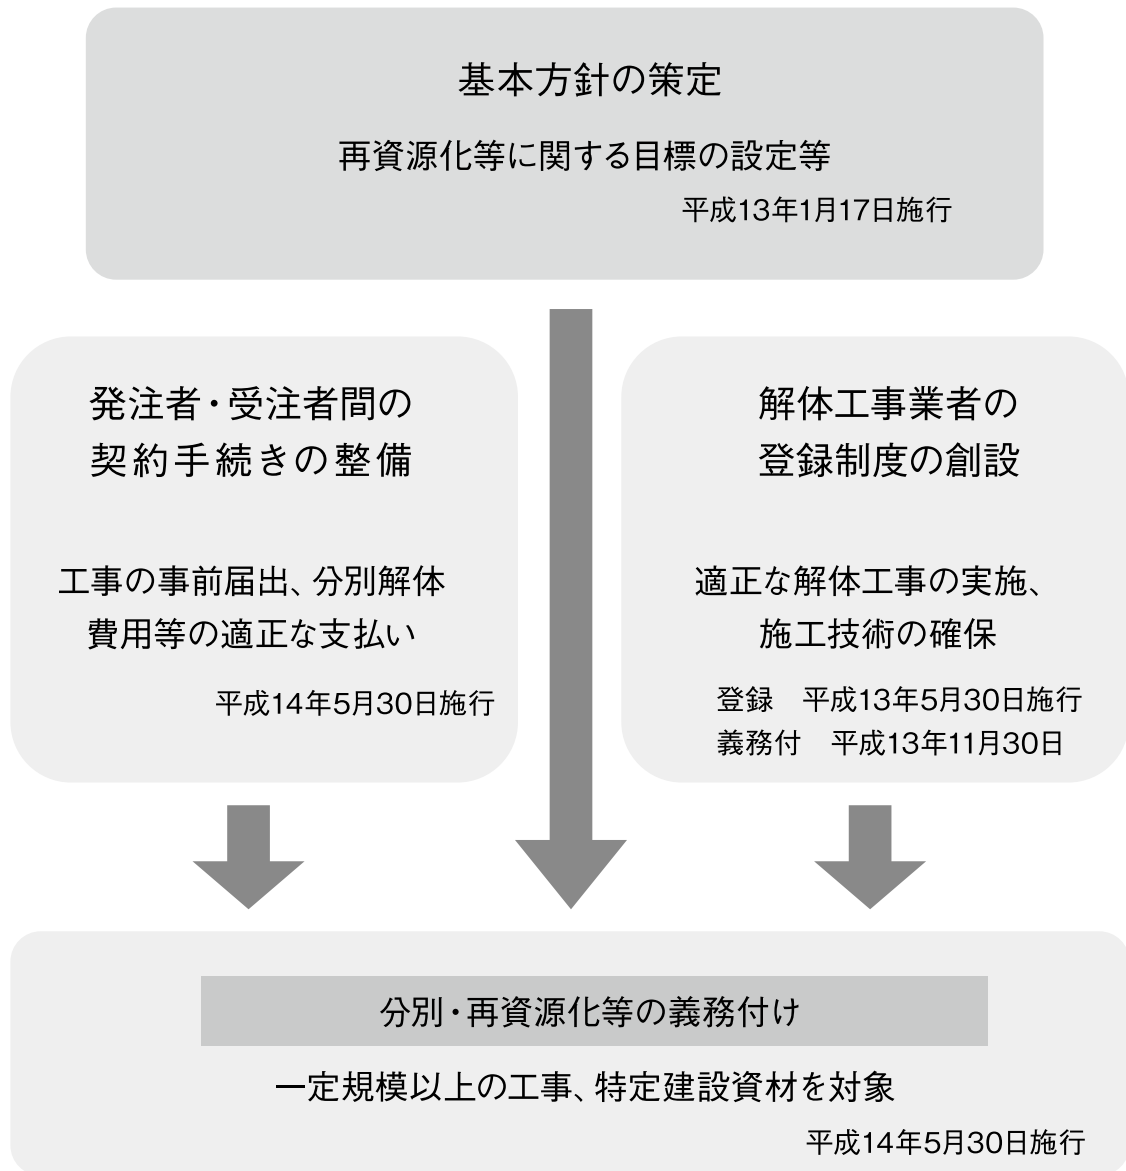 基本方針の策定
再資源化等に関する目標の設定等
平成13年1月17日施行
発注者・受注者間の
契約手続きの整備
工事の事前届出、分別解体
費用等の適正な支払い
平成14年5月30日施行
解体工事業者の
登録制度の創設
適正な解体工事の実施、
施工技術の確保
登録　平成13年5月30日施行
義務付　平成13年11月30日
分別・再資源化等の義務付け
一定規模以上の工事、特定建設資材を対象
平成14年5月30日施行